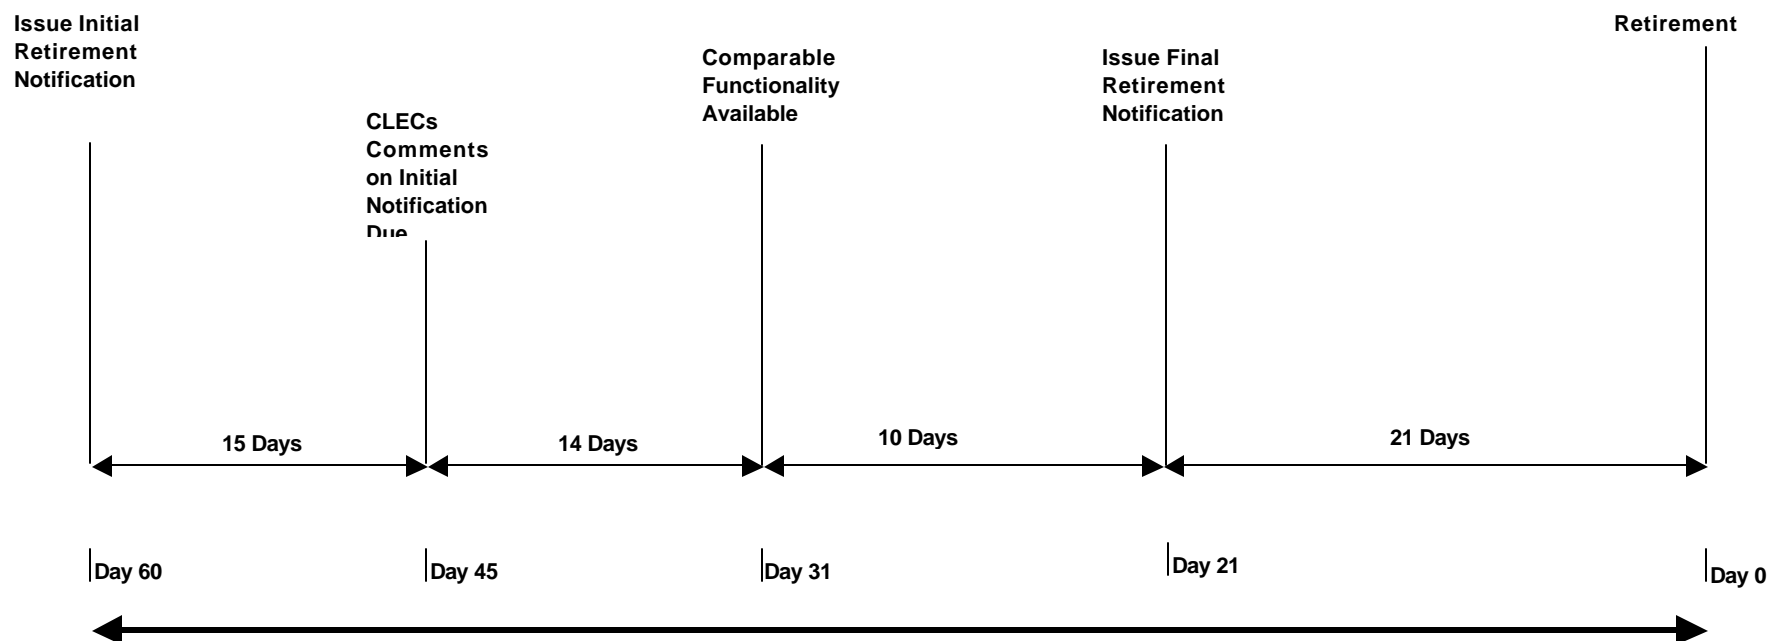 Issue Initial
Retirement
Notification
CLECs
Comments
on Initial
Notification
Due
Comparable
Functionality
Available
Issue Final
Retirement
Notification
Retirement
15 Days
14 Days
10 Days
21 Days
Day 60
Day 45
Day 31
Day 21
Day 0